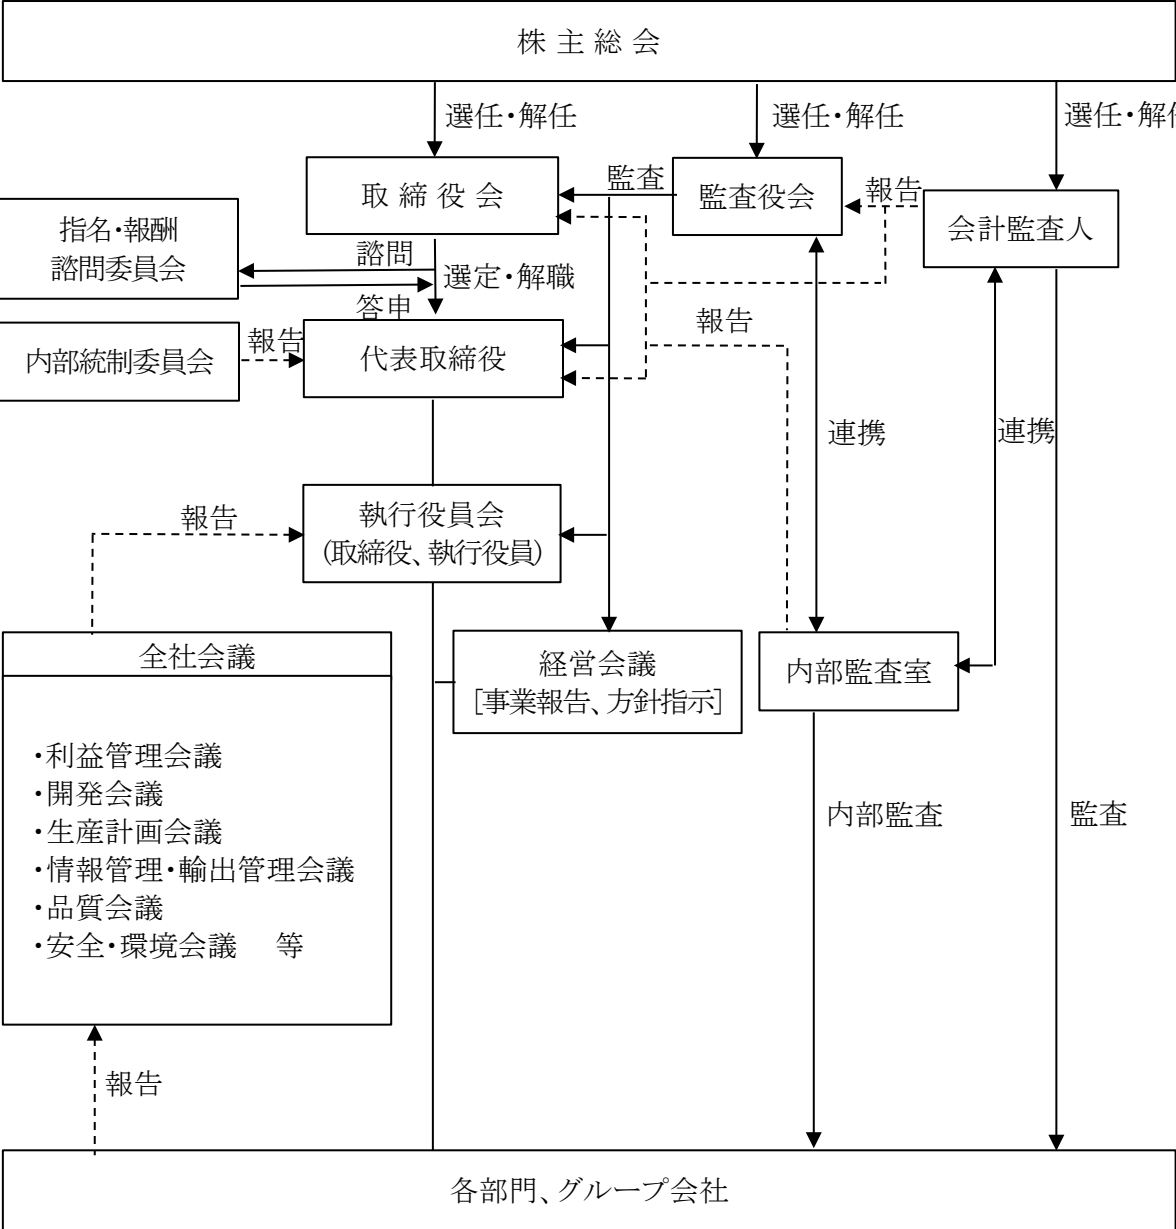 株主総会
選任・解任
選任・解任
選任・解任
取締役会
監査
監査役会
報告
会計監査人
指名・報酬
諮問委員会
諮問
選定・解職
答申
内部統制委員会
報告
代表取締役
報告
連携
連携
報告
執行役員会
(取締役、執行役員)
全社会議
経営会議
[事業報告、方針指示]
内部監査室
・利益管理会議
・開発会議
・生産計画会議
・情報管理・輸出管理会議
・品質会議
・安全・環境会議　等
内部監査
監査
報告
各部門、グループ会社